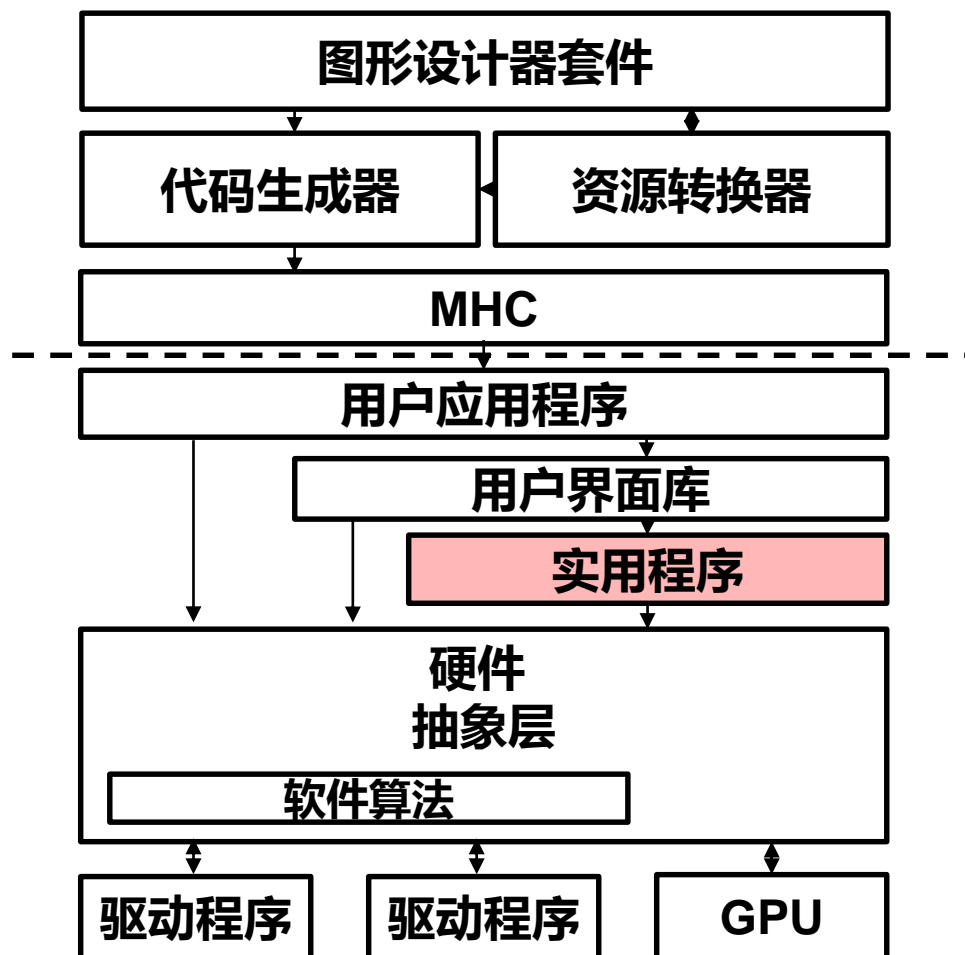 图形设计器套件
代码生成器
资源转换器
MHC
用户应用程序
用户界面库
实用程序
硬件
抽象层
软件算法
驱动程序
驱动程序
GPU